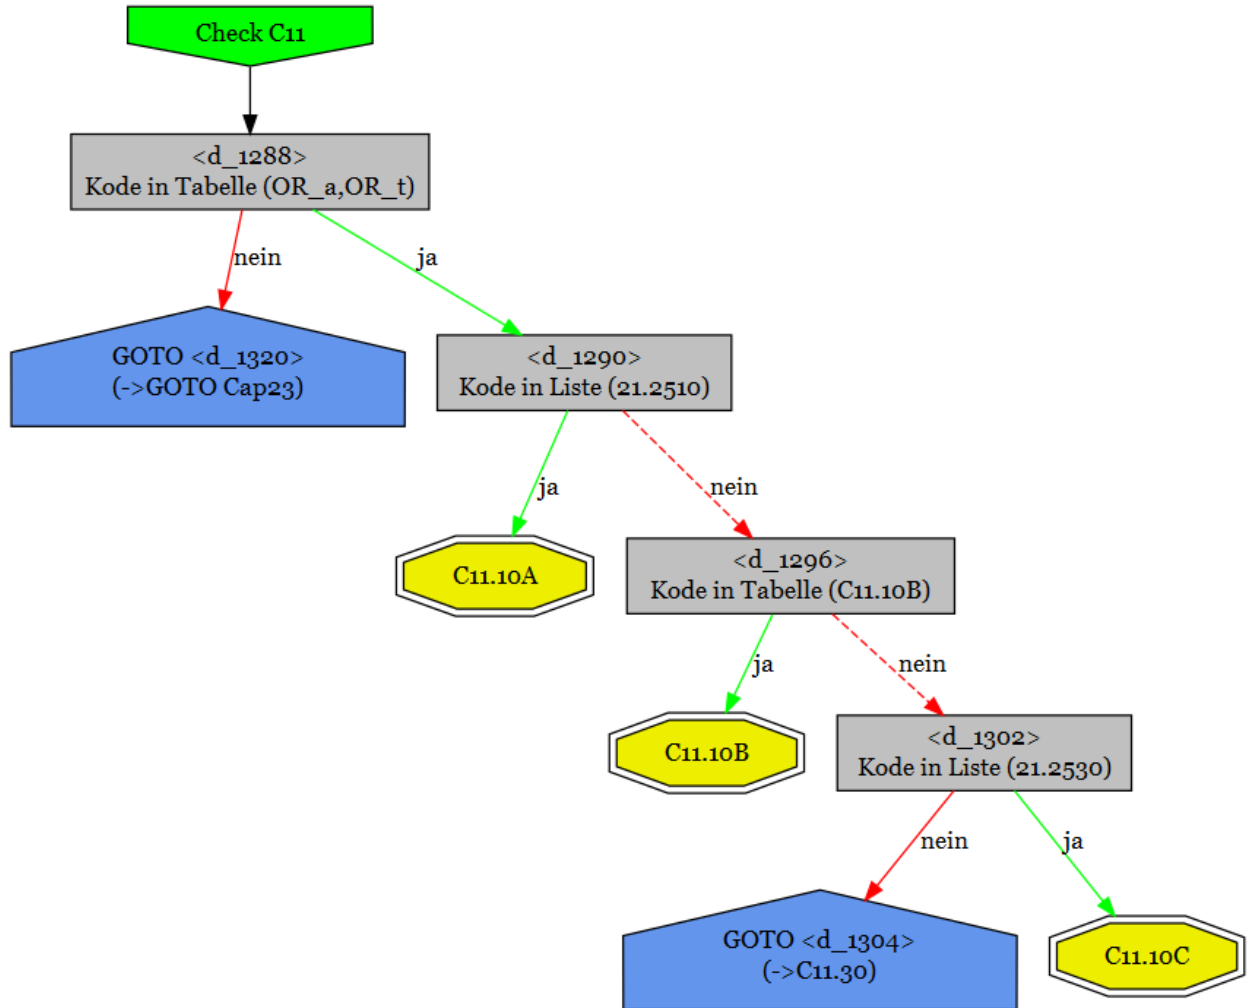 Check C11
<d_1288>
Kode in Tabelle (OR_a,OR_t)
nein
ja
GOTO <d_1320>
(->GOTO Cap23)
<d_1290>
Kode in Liste (21.2510)
ja
nein
C11.10A
<d_1296>
Kode in Tabelle (C11.10B)
ja
nein
C11.10B
<d_1302>
Kode in Liste (21.2530)
nein
ja
GOTO <d_1304>
(->C11.30)
C11.10C